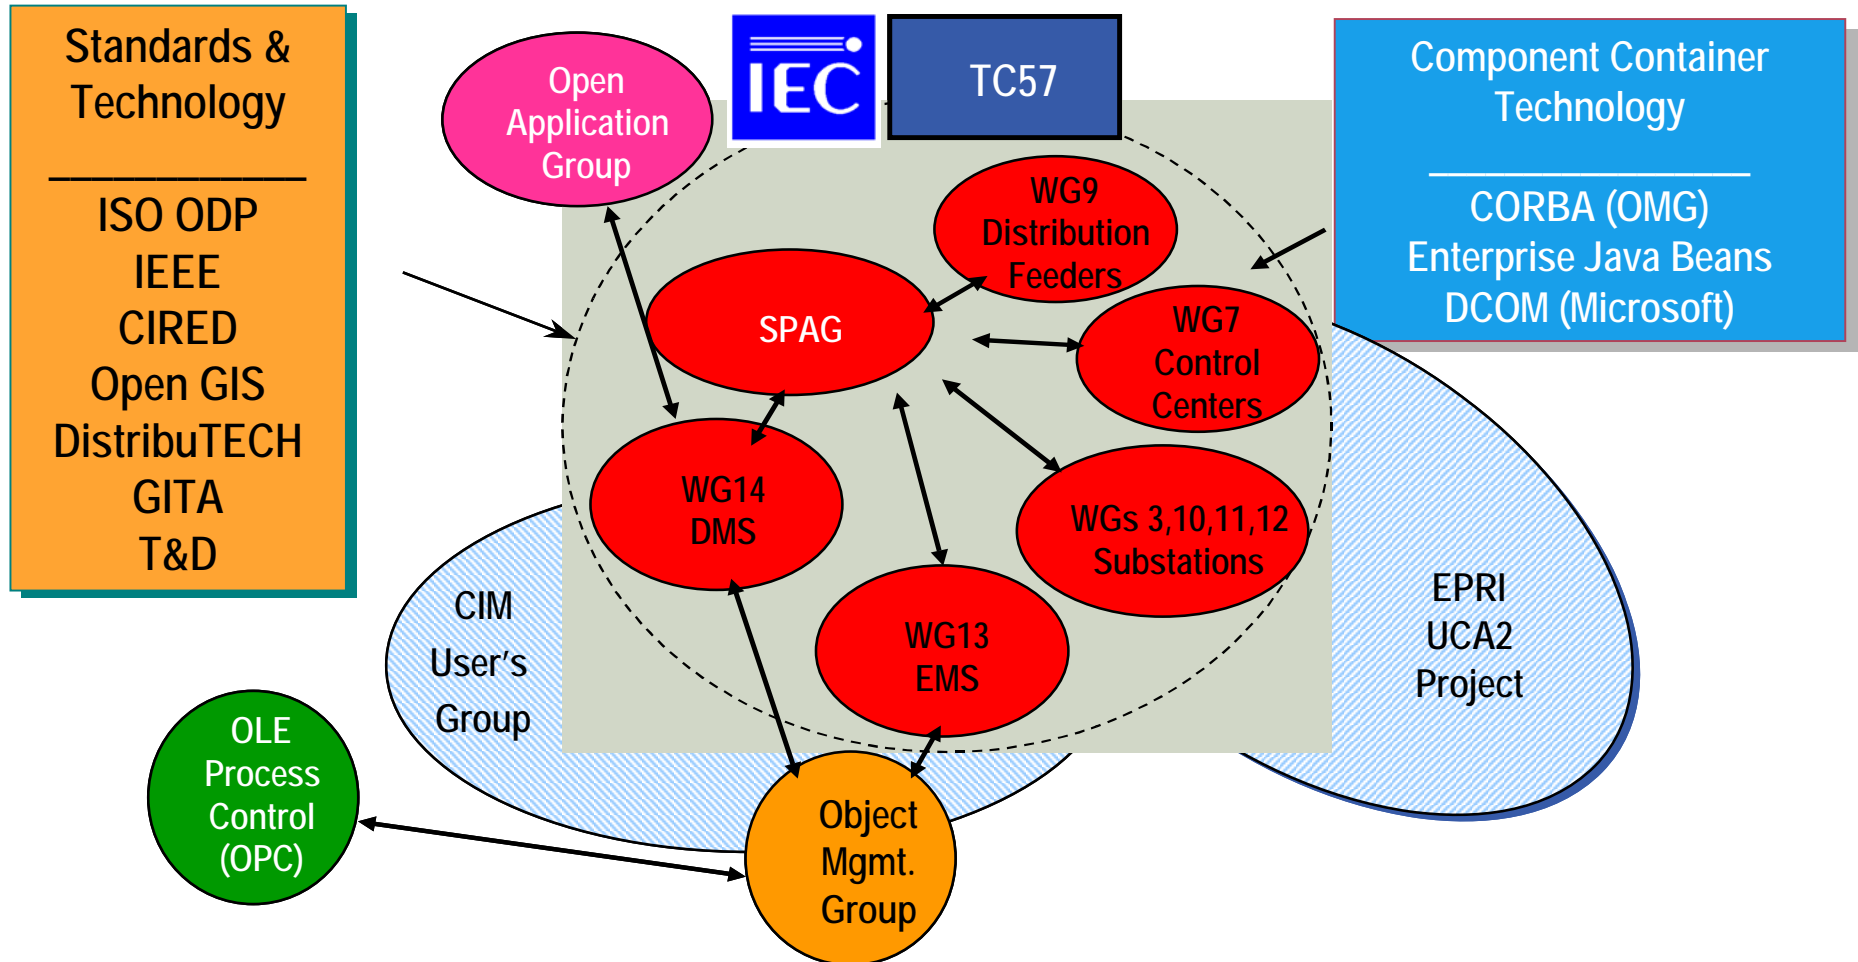 Standards &
Technology
____________
ISO ODP
IEEE
CIRED
Open GIS
DistribuTECH
GITA
T&D
Open
Application
Group
IEC
TC57
Component Container
Technology
________________
CORBA (OMG)
Enterprise Java Beans
DCOM (Microsoft)
WG9
Distribution
Feeders
SPAG
WG7
Control
Centers
WG14
DMS
WGs 3,10,11,12
Substations
WG13
EMS
CIM
User's
Group
EPRI
UCA2
Project
OLE
Process
Control
(OPC)
Object
Mgmt.
Group